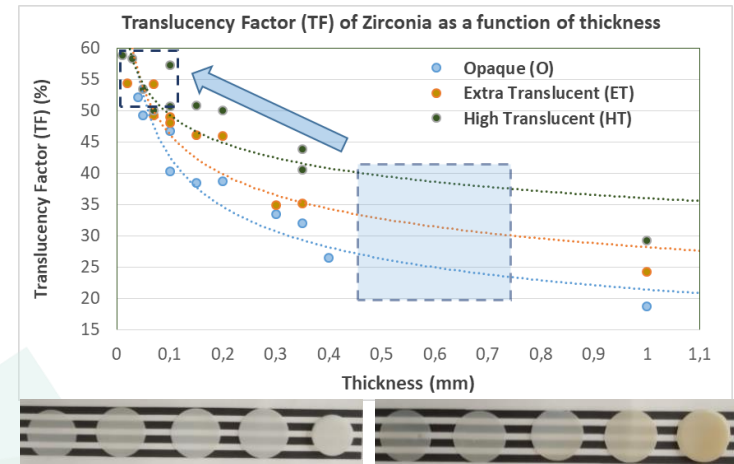 Translucency Factor (TF) of Zirconia as a function of thickness
Translucency Factor (TF) (%)
60
55
50
45
40
35
30
25
20
15
Opaque (O)
Extra Translucent (ET)
High Translucent (HT)
0 0,1 0,2 0,3 0,4 0,5 0,6 0,7 0,8 0,9 1 1,1
Thickness (mm)